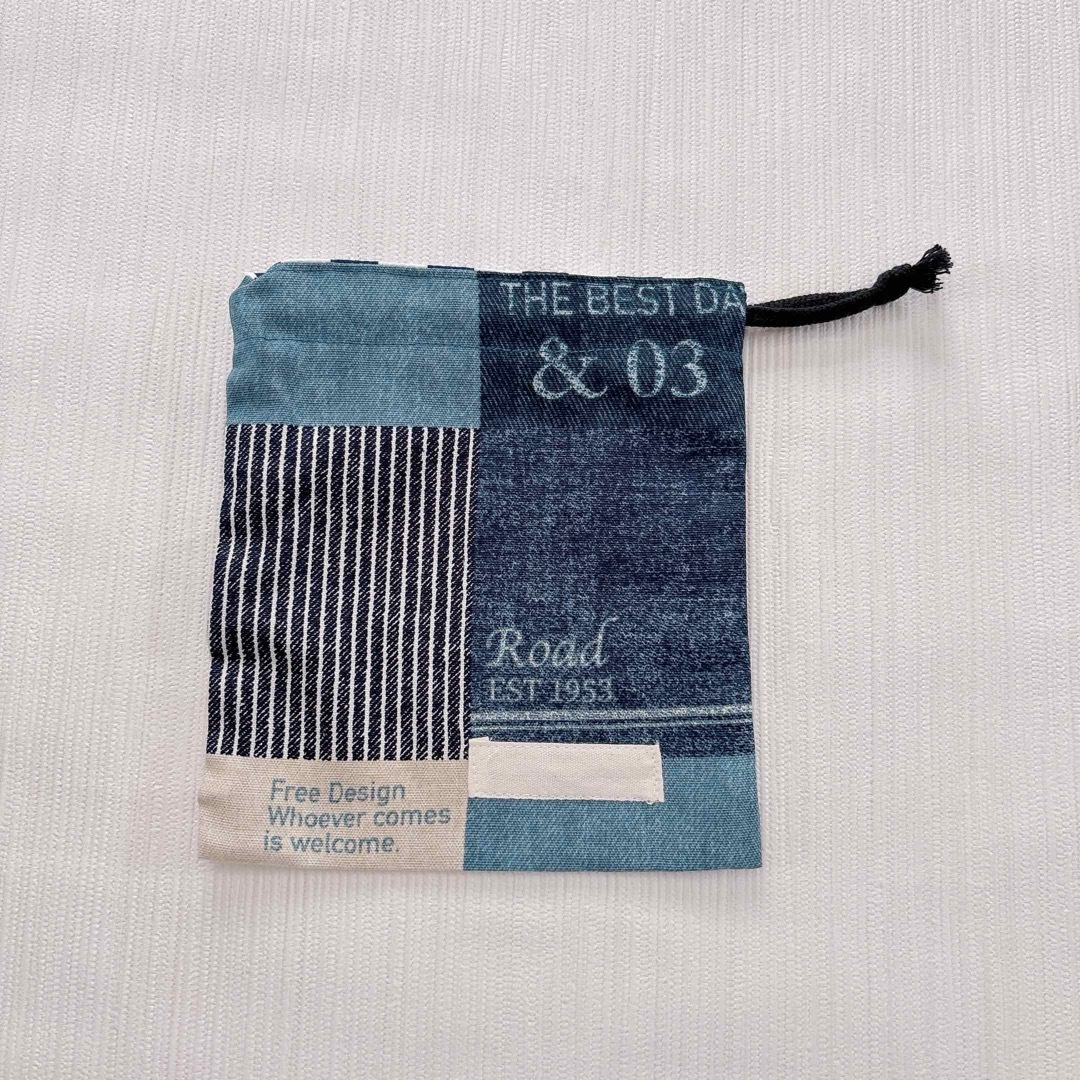 THE BEST DA
& 03
Road
EST 1953
Free Design
Whoever comes
is welcome.